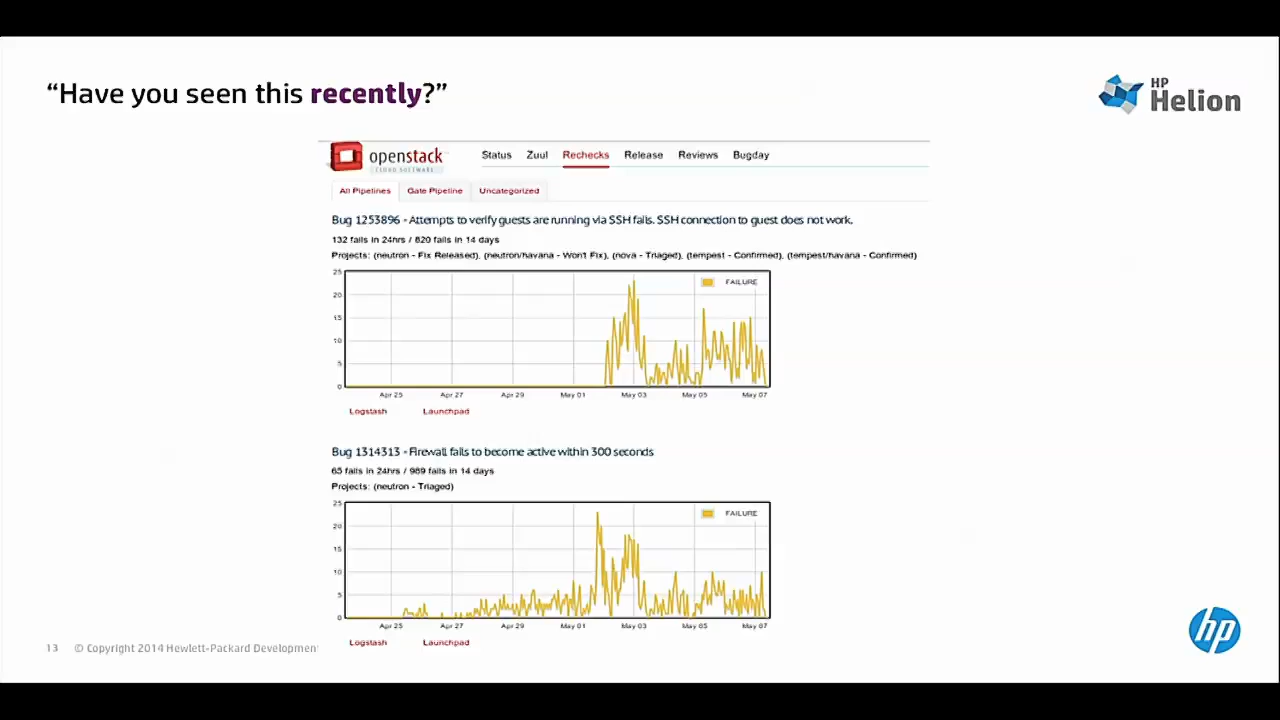 “Have you seen this recently?”
HP
Helion
openstack
CLOUD SOFTWARE
Status Zuul Rechecks Release Reviews Bugday
All Pipelines Gate Pipeline Uncategorized
Bug 1253896 - Attempts to verify guests are running via SSH fails. SSH connection to guest does not work.
132 fails in 24hrs / 820 fails in 14 days
Projects: (neutron - Fix Released), (neutron/havana - Won't Fix), (nova - Triaged), (tempest - Confirmed), (tempest/havana - Confirmed)
25
20
15
10
5
0
FAILURE
Apr 25 Apr 27 Apr 29 May 01 May 03 May 05 May 07
Logstash Launchpad
Bug 1314313 - Firewall fails to become active within 300 seconds
65 fails in 24hrs / 989 fails in 14 days
Projects: (neutron - Triaged)
25
20
15
10
5
0
FAILURE
Apr 25 Apr 27 Apr 29 May 01 May 03 May 05 May 07
Logstash Launchpad
13 © Copyright 2014 Hewlett-Packard Developmen
hp